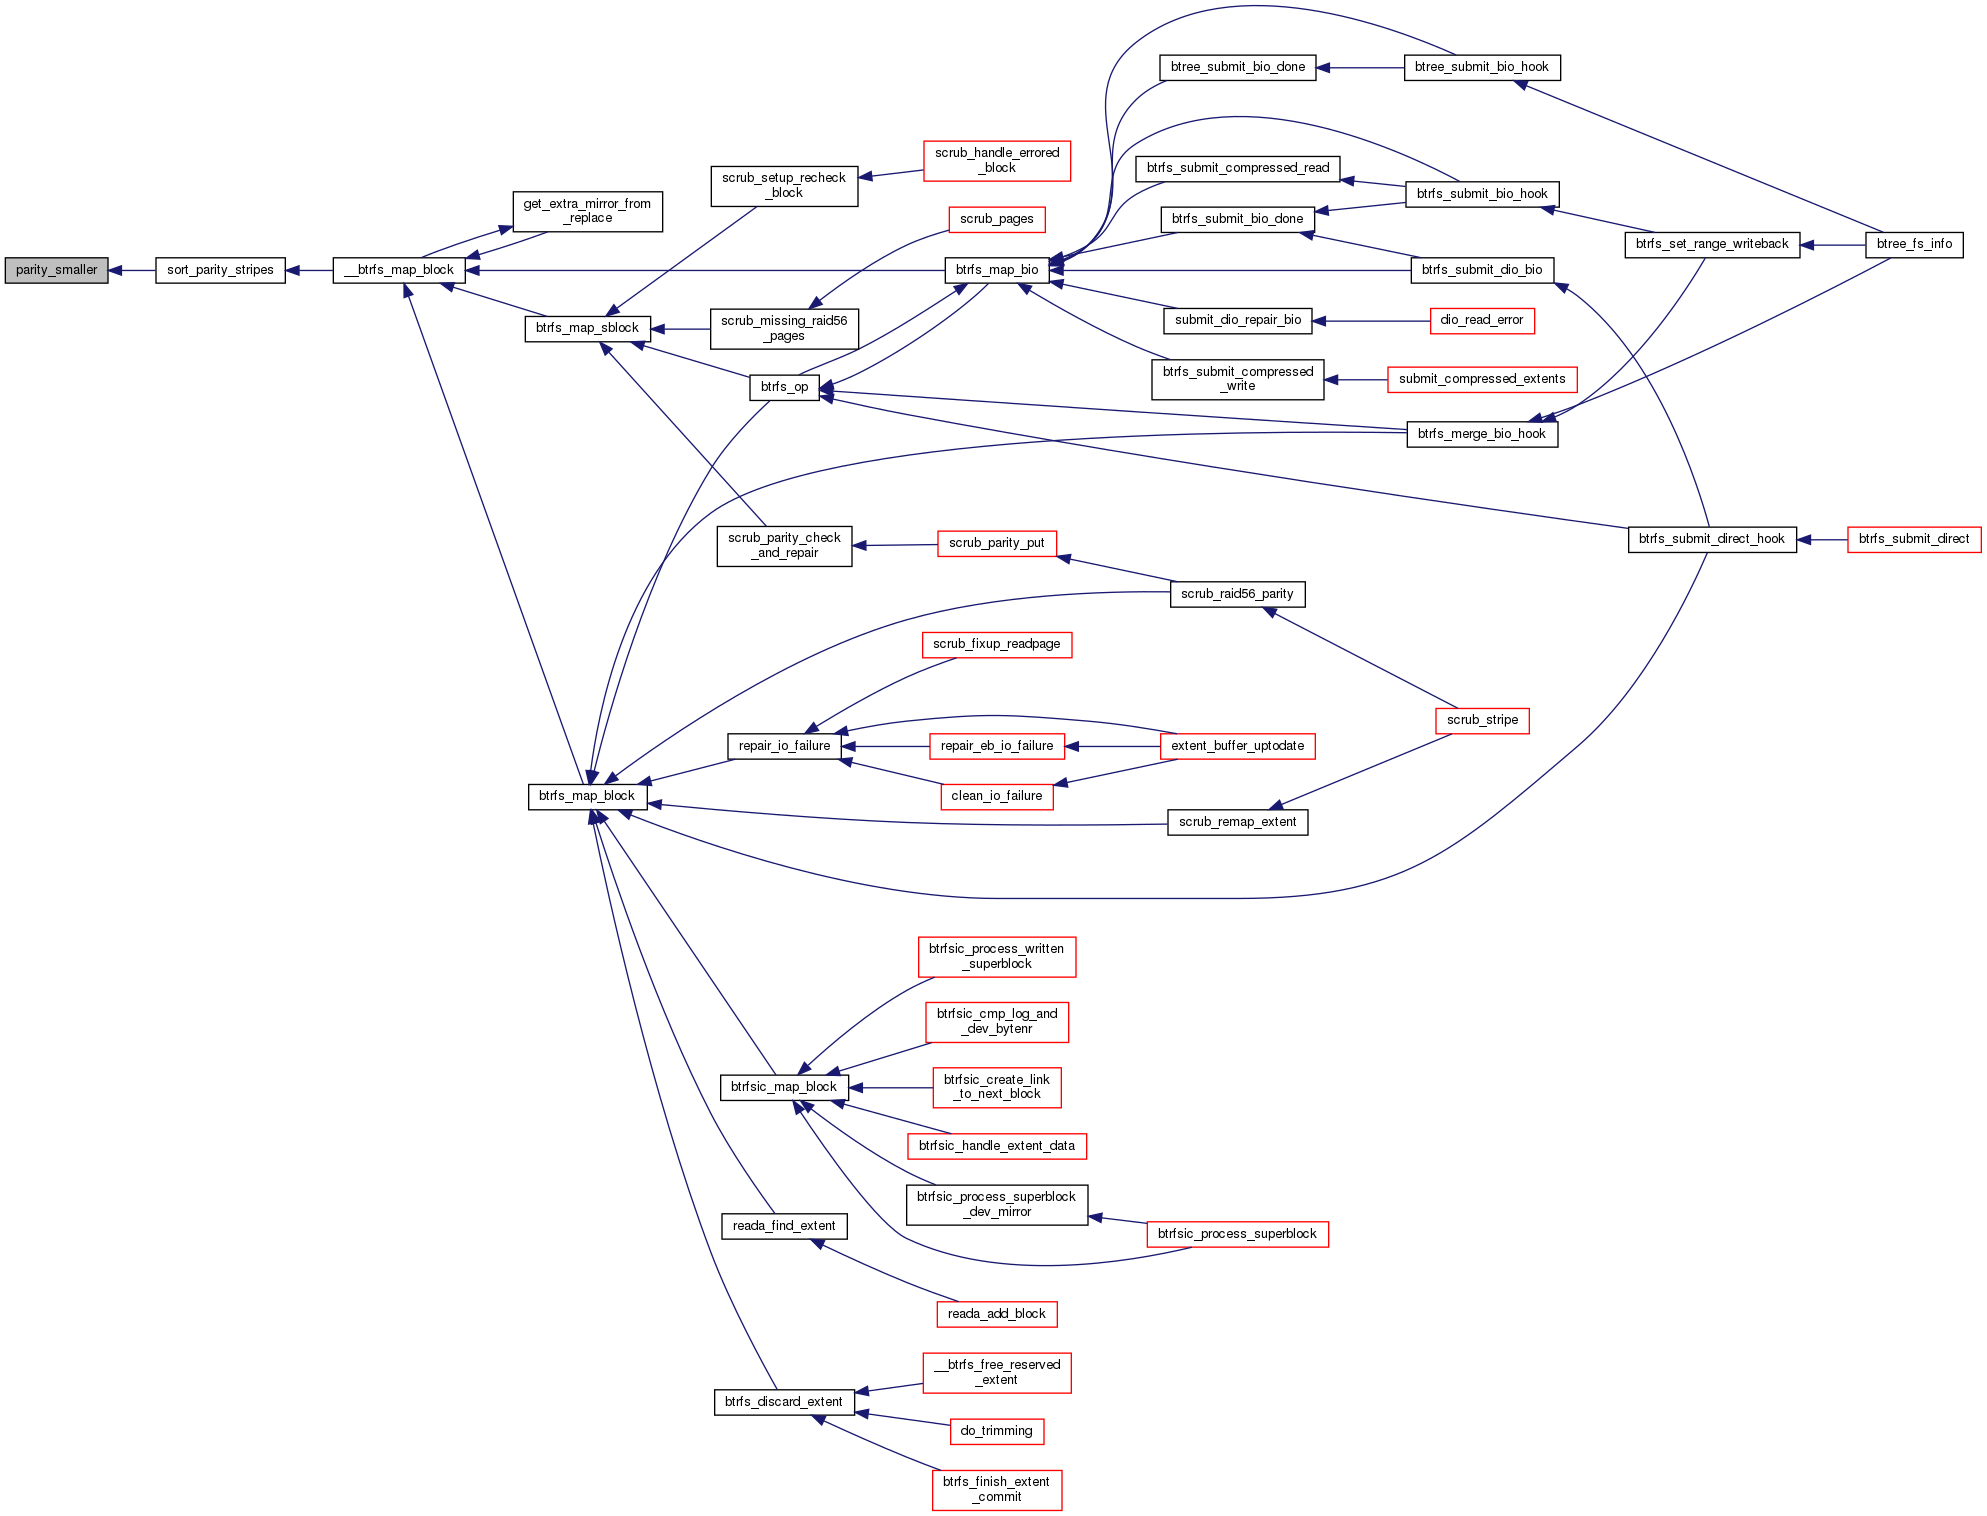 btree_submit_bio_done
btree_submit_bio_hook
scrub_handle_errored
_block
scrub_setup_recheck
_block
btrfs_submit_compressed_read
btrfs_submit_bio_hook
get_extra_mirror_from
_replace
scrub_pages
btrfs_submit_bio_done
btrfs_set_range_writeback
btree_fs_info
parity_smaller
sort_parity_stripes
__btrfs_map_block
btrfs_map_bio
btrfs_submit_dio_bio
btrfs_map_sblock
scrub_missing_raid56
_pages
submit_dio_repair_bio
dio_read_error
btrfs_op
btrfs_submit_compressed
_write
submit_compressed_extents
btrfs_merge_bio_hook
scrub_parity_check
_and_repair
scrub_parity_put
btrfs_submit_direct_hook
btrfs_submit_direct
scrub_raid56_parity
scrub_fixup_readpage
scrub_stripe
repair_io_failure
repair_eb_io_failure
extent_buffer_uptodate
btrfs_map_block
clean_io_failure
scrub_remap_extent
btrfsic_process_written
_superblock
btrfsic_cmp_log_and
_dev_bytenr
btrfsic_map_block
btrfsic_create_link
_to_next_block
btrfsic_handle_extent_data
btrfsic_process_superblock
_dev_mirror
reada_find_extent
btrfsic_process_superblock
reada_add_block
__btrfs_free_reserved
_extent
btrfs_discard_extent
do_trimming
btrfs_finish_extent
_commit